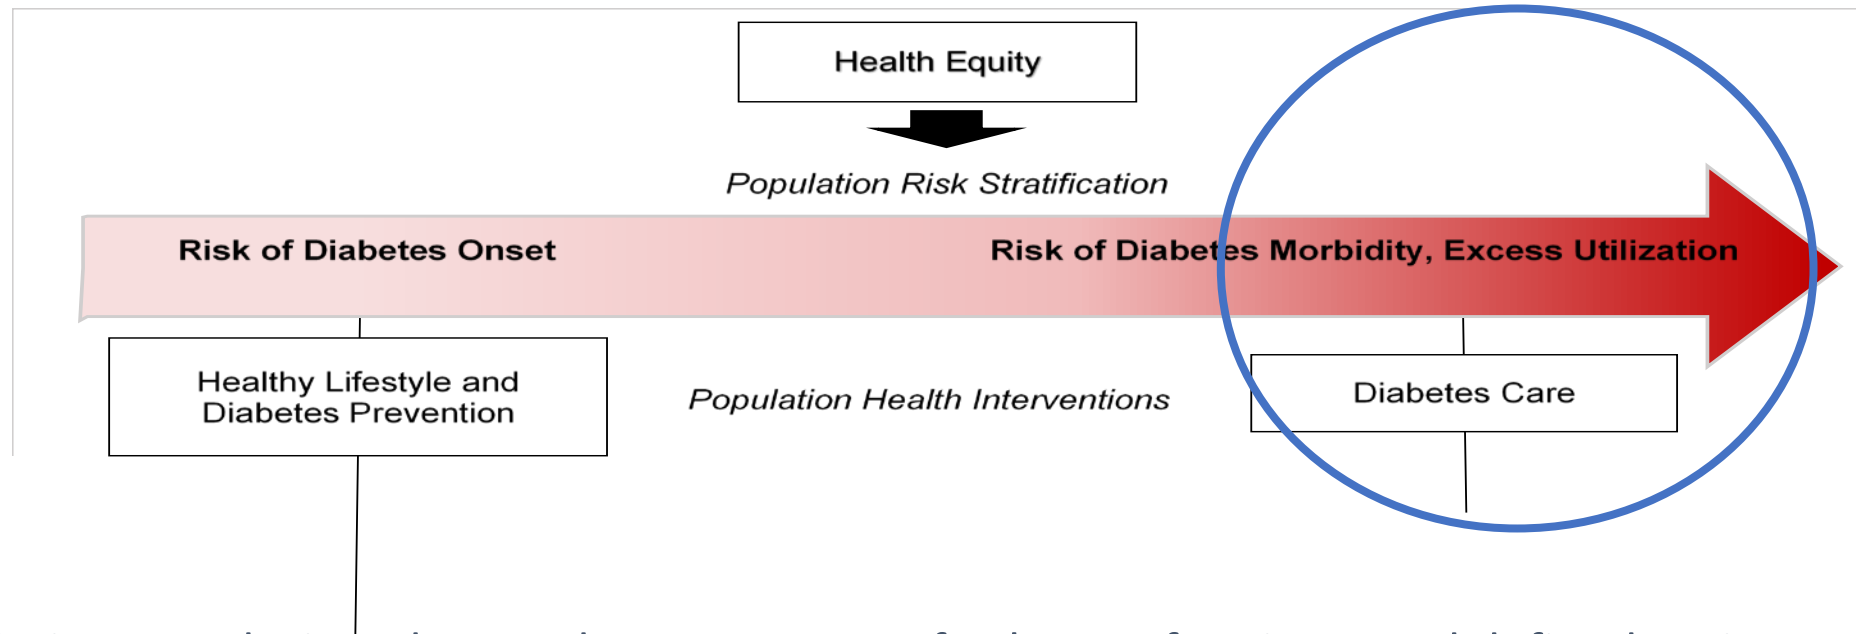 Health Equity
Population Risk Stratification
Risk of Diabetes Onset
Risk of Diabetes Morbidity, Excess Utilization
Healthy Lifestyle and
Diabetes Prevention
Population Health Interventions
Diabetes Care